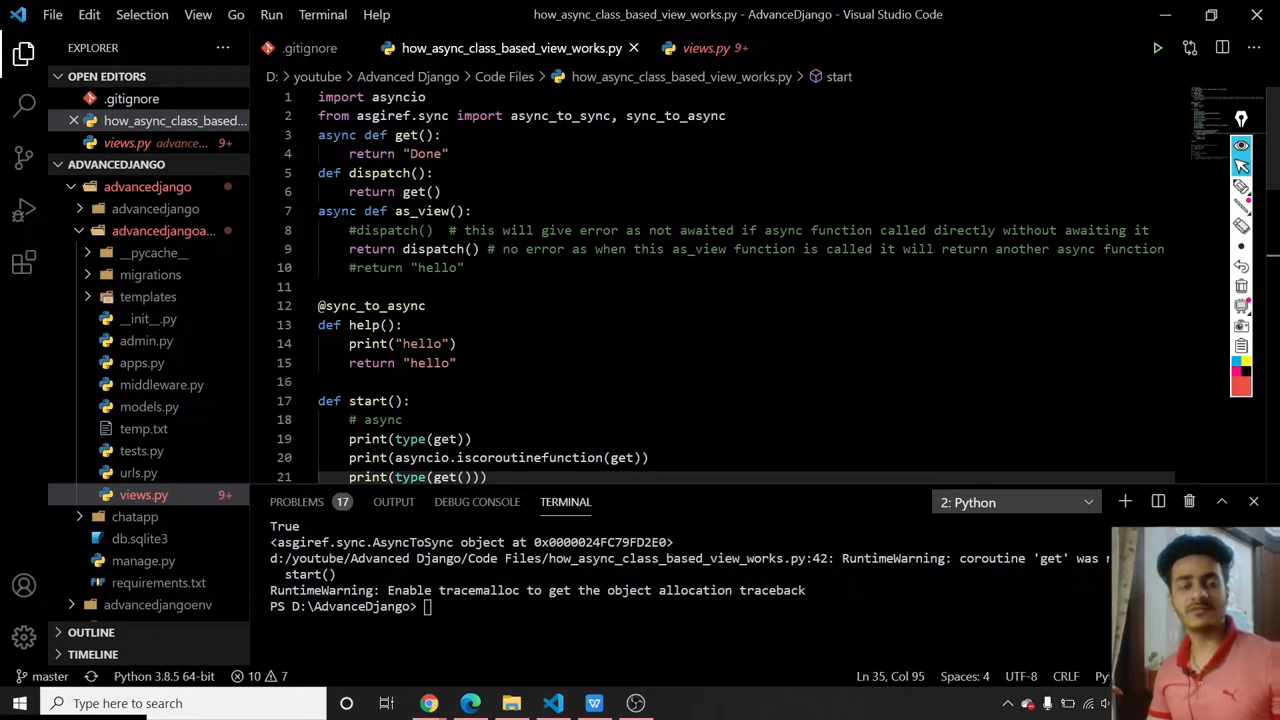 File Edit Selection View Go Run Terminal Help how_async_class_based_view_works.py - AdvanceDjango - Visual Studio Code
EXPLORER
OPEN EDITORS
.gitignore
how_async_class_based...
views.py advance... 9+
ADVANCEDJANGO
advancedjango
advancedjango
advancedjangoa...
__pycache__
migrations
templates
__init__.py
admin.py
apps.py
middleware.py
models.py
temp.txt
tests.py
urls.py
views.py 9+
chatapp
db.sqlite3
manage.py
requirements.txt
advancedjangoenv
OUTLINE
TIMELINE
.gitignore how_async_class_based_view_works.py views.py 9+
D: > youtube > Advanced Django > Code Files > how_async_class_based_view_works.py > start
1 import asyncio
2 from asgiref.sync import async_to_sync, sync_to_async
3 async def get():
4 return "Done"
5 def dispatch():
6 return get()
7 async def as_view():
8 #dispatch() # this will give error as not awaited if async function called directly without awaiting it
9 return dispatch() # no error as when this as_view function is called it will return another async function
10 #return "hello"
11
12 @sync_to_async
13 def help():
14 print("hello")
15 return "hello"
16
17 def start():
18 # async
19 print(type(get))
20 print(asyncio.iscoroutinefunction(get))
21 print(type(get()))
PROBLEMS 17 OUTPUT DEBUG CONSOLE TERMINAL 2: Python
True
<asgiref.sync.AsyncToSync object at 0x0000024FC79FD2E0>
d:/youtube/Advanced Django/Code Files/how_async_class_based_view_works.py:42: RuntimeWarning: coroutine 'get' was
start()
RuntimeWarning: Enable tracemalloc to get the object allocation traceback
PS D:\AdvanceDjango>
master Python 3.8.5 64-bit 10 7 Ln 35, Col 95 Spaces: 4 UTF-8 CRLF
Type here to search